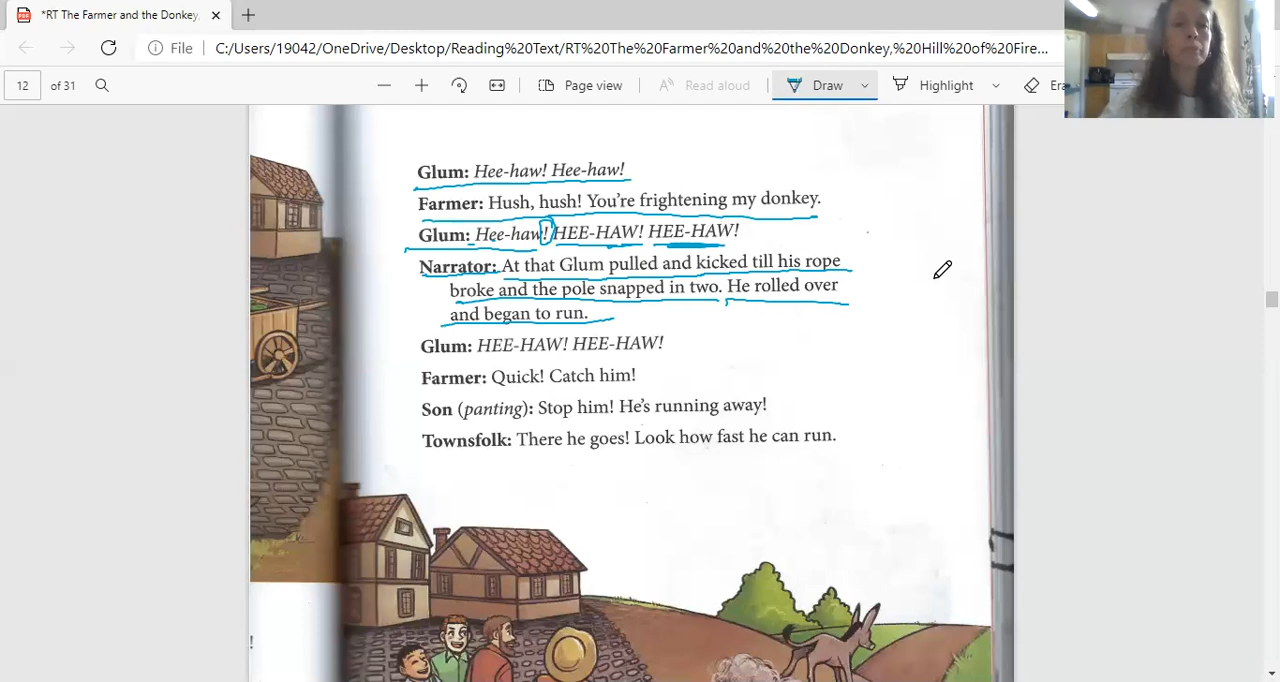 *RT The Farmer and the Donkey,
File C:/Users/19042/OneDrive/Desktop/Reading%20Text/RT%20The%20Farmer%20and%20the%20Donkey,%20Hill%20of%20Fire...
12 of 31 Page view Read aloud Draw Highlight Era
Glum: Hee-haw! Hee-haw!
Farmer: Hush, hush! You're frightening my donkey.
Glum: Hee-haw! HEE-HAW! HEE-HAW!
Narrator: At that Glum pulled and kicked till his rope
broke and the pole snapped in two. He rolled over
and began to run.
Glum: HEE-HAW! HEE-HAW!
Farmer: Quick! Catch him!
Son (panting): Stop him! He's running away!
Townsfolk: There he goes! Look how fast he can run.